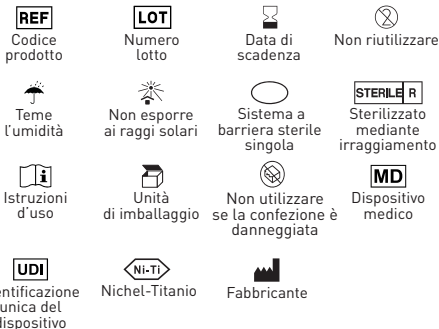 REF
LOT
Codice
prodotto
Numero
lotto
Data di
scadenza
Non riutilizzare
STERILE R
Teme
l'umidità
Non esporre
ai raggi solari
Sistema a
barriera sterile
singola
Sterilizzato
mediante
irraggiamento
i
MD
Istruzioni
d'uso
Unità
di imballaggio
Non utilizzare
se la confezione è
danneggiata
Dispositivo
medico
UDI
Ni-Ti
entificazione
unica del
dispositivo
Nichel-Titanio
Fabbricante